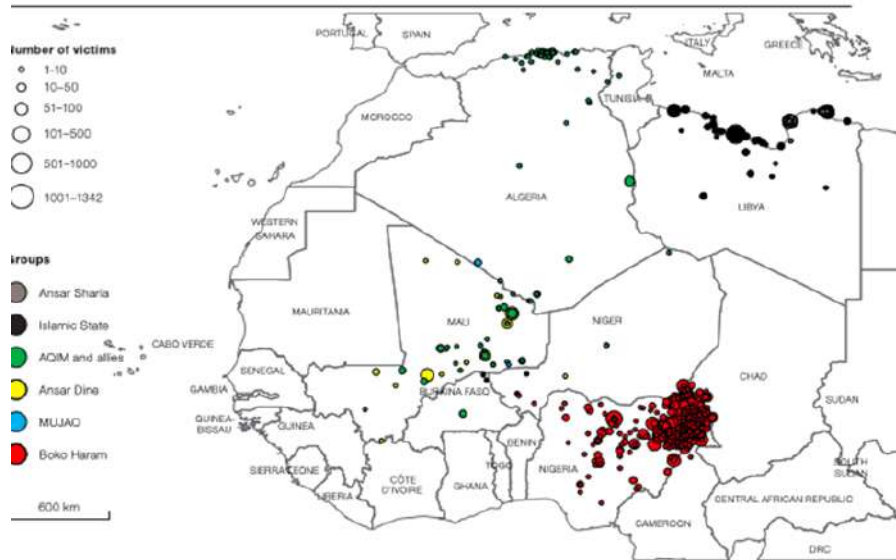 Number of victims
1-10
10-50
51-100
101-500
501-1000
1001-1342
Groups
Ansar Sharia
Islamic State
AQIM and allies
Ansar Dine
MUJAO
Boko Haram
600 km
PORTUGAL
SPAIN
ITALY
GREECE
MALTA
TUNISIA
MOROCCO
ALGERIA
LIBYA
WESTERN
SAHARA
MAURITANIA
MALI
NIGER
CHAD
SUDAN
CABO VERDE
SENEGAL
GAMBIA
GUINEA-
BISSAU
GUINEA
SIERRA LEONE
LIBERIA
CÔTE
D'IVOIRE
BURKINA FASO
GHANA
TOGO
BENIN
NIGERIA
CAMEROON
CENTRAL AFRICAN REPUBLIC
SOUTH
SUDAN
DRC